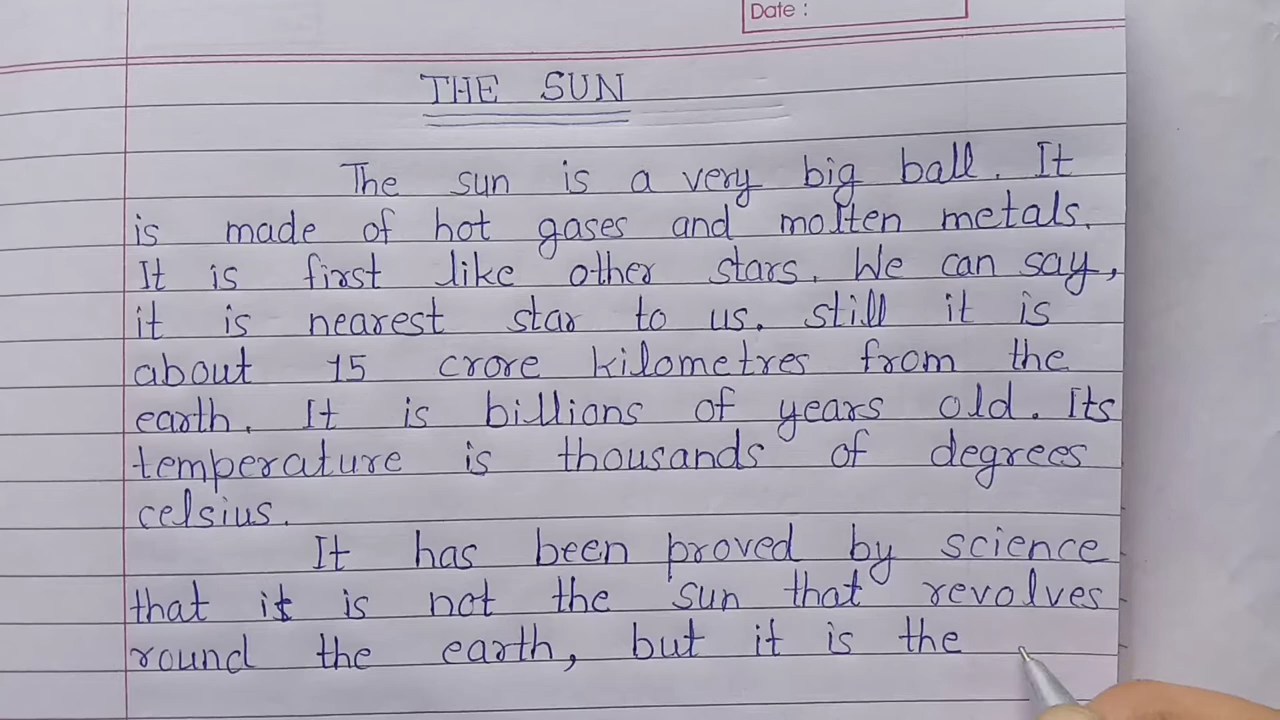 Date :
THE SUN
The sun is a very big ball. It
is made of hot gases and molten metals.
It is first like other stars. We can say,
it is nearest star to us. still it is
about 15 crore kilometres from the
earth. It is billions of years old. Its
temperature is thousands of degrees
celsius.
It has been proved by science
that it is not the sun that revolves
round the earth, but it is the